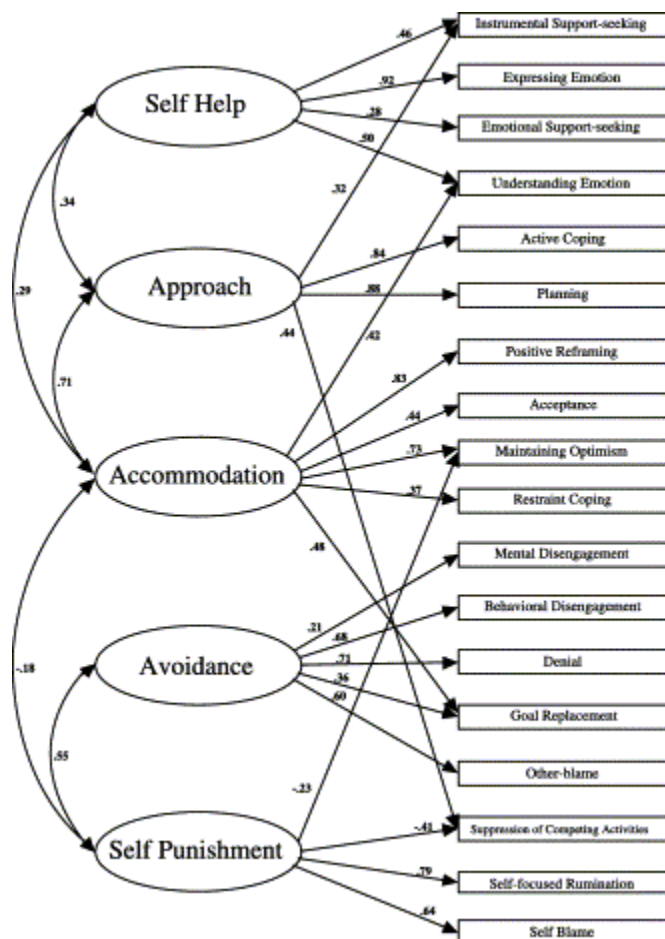 Instrumental Support-seeking
.46
.92
Expressing Emotion
Self Help
.28
Emotional Support-seeking
.50
.32
Understanding Emotion
.34
.84
Active Coping
Approach
.88
Planning
.29
.44
.42
Positive Reframing
.71
.83
.44
Acceptance
Accommodation
.73
Maintaining Optimism
.37
Restraint Coping
.48
Mental Disengagement
.21
Behavioral Disengagement
.68
Avoidance
.71
Denial
-.18
.36
.60
Goal Replacement
.55
Other-blame
-.23
-.41
Suppression of Competing Activities
Self Punishment
.79
Self-focused Rumination
.64
Self Blame